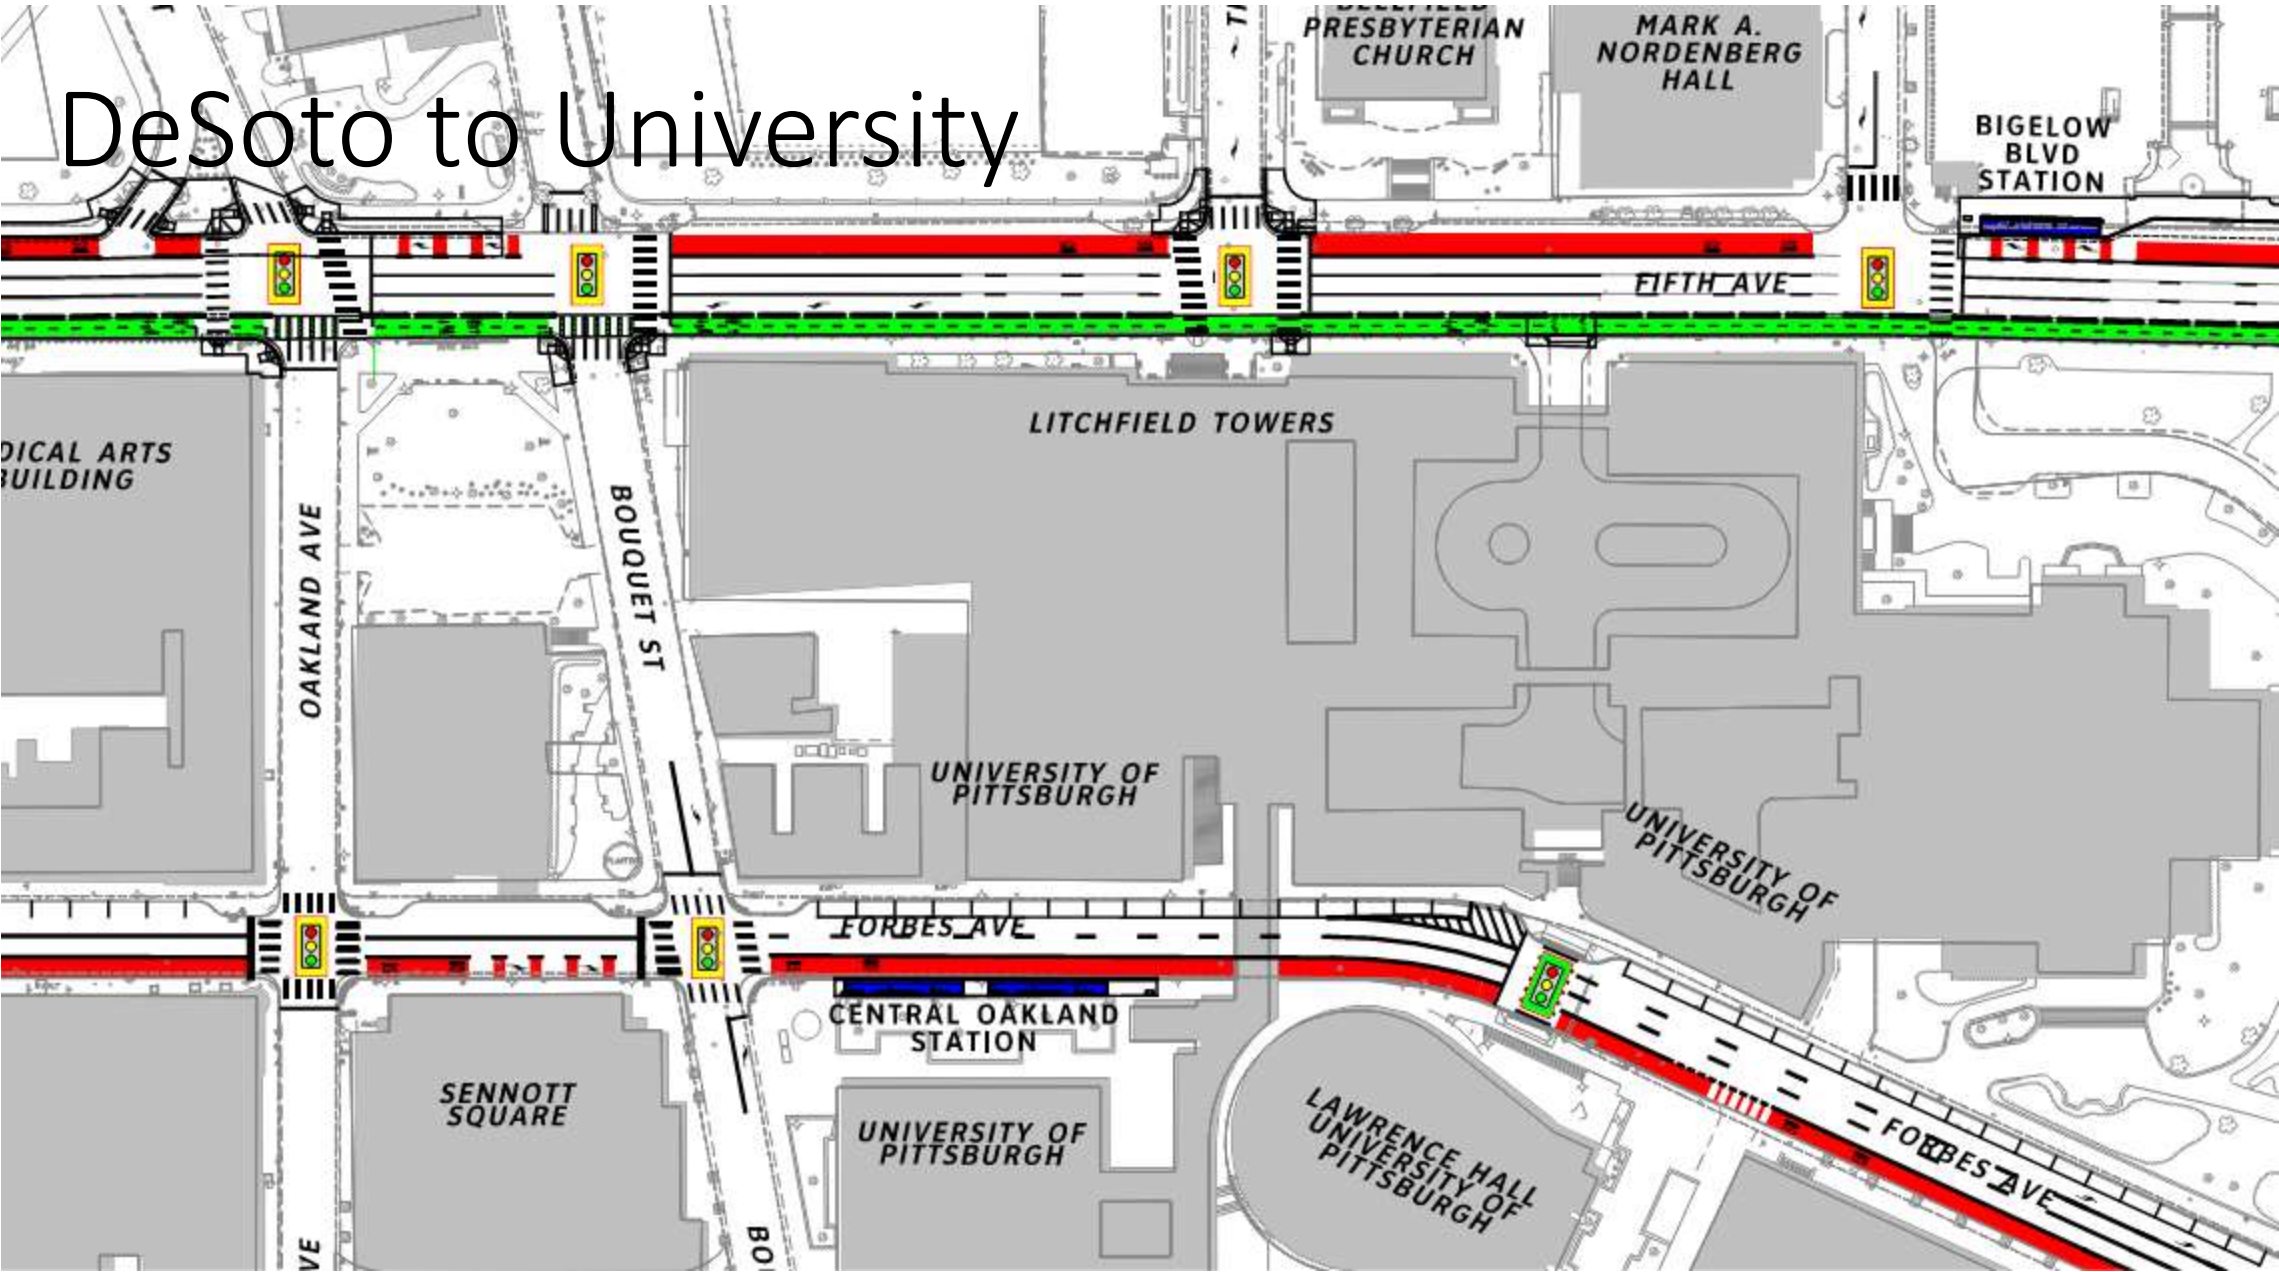 DeSoto to University
PRESBYTERIAN
CHURCH
MARK A.
NORDENBERG
HALL
BIGELOW
BLVD
STATION
FIFTH AVE
LITCHFIELD TOWERS
DICAL ARTS
BUILDING
OAKLAND AVE
BOUQUET ST
UNIVERSITY OF
PITTSBURGH
UNIVERSITY OF
PITTSBURGH
FORBES AVE
CENTRAL OAKLAND
STATION
SENNOTT
SQUARE
UNIVERSITY OF
PITTSBURGH
LAWRENCE HALL
UNIVERSITY OF
PITTSBURGH
FORBES AVE
VE
BO